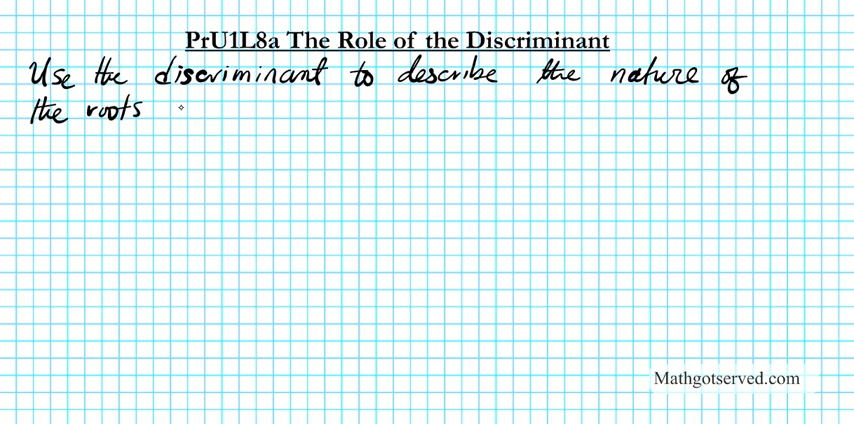 PrU1L8a The Role of the Discriminant
Use the discriminant to describe the nature of
the roots
Mathgotserved.com